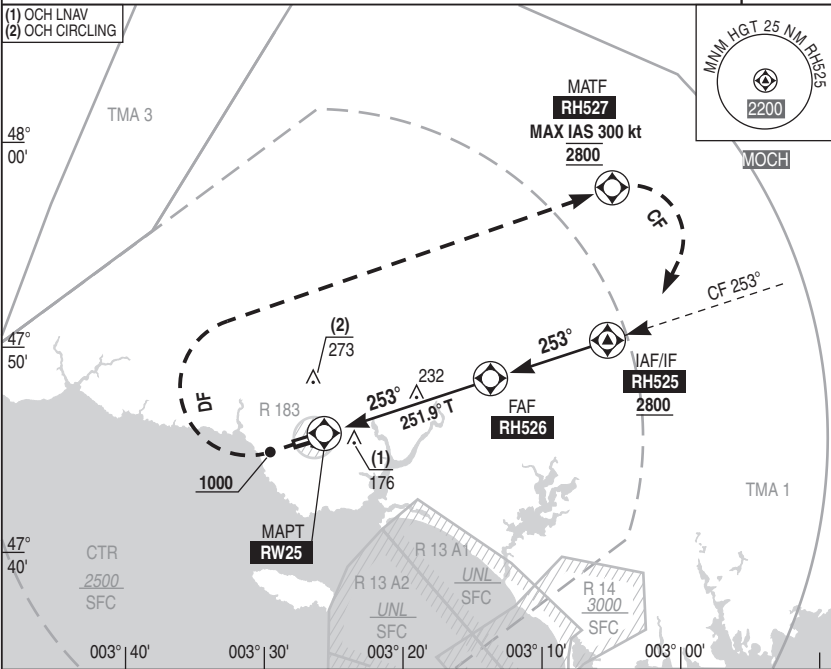 (1) OCH LNAV
(2) OCH CIRCLING
MNM HGT 25 NM RH525
2200
MOCH
TMA 3
48°
00'
MATF
RH527
MAX IAS 300 kt
2800
CF
CF 253°
47°
50'
(2)
273
253°
IAF/IF
RH525
2800
232
253°
251.9° T
FAF
RH526
DF
R 183
(1)
176
1000
TMA 1
MAPT
RW25
47°
40'
CTR
2500
SFC
R 13 A1
UNL
SFC
R 13 A2
UNL
SFC
R 14
3000
SFC
003° 40'
003° 30'
003° 20'
003° 10'
003° 00'